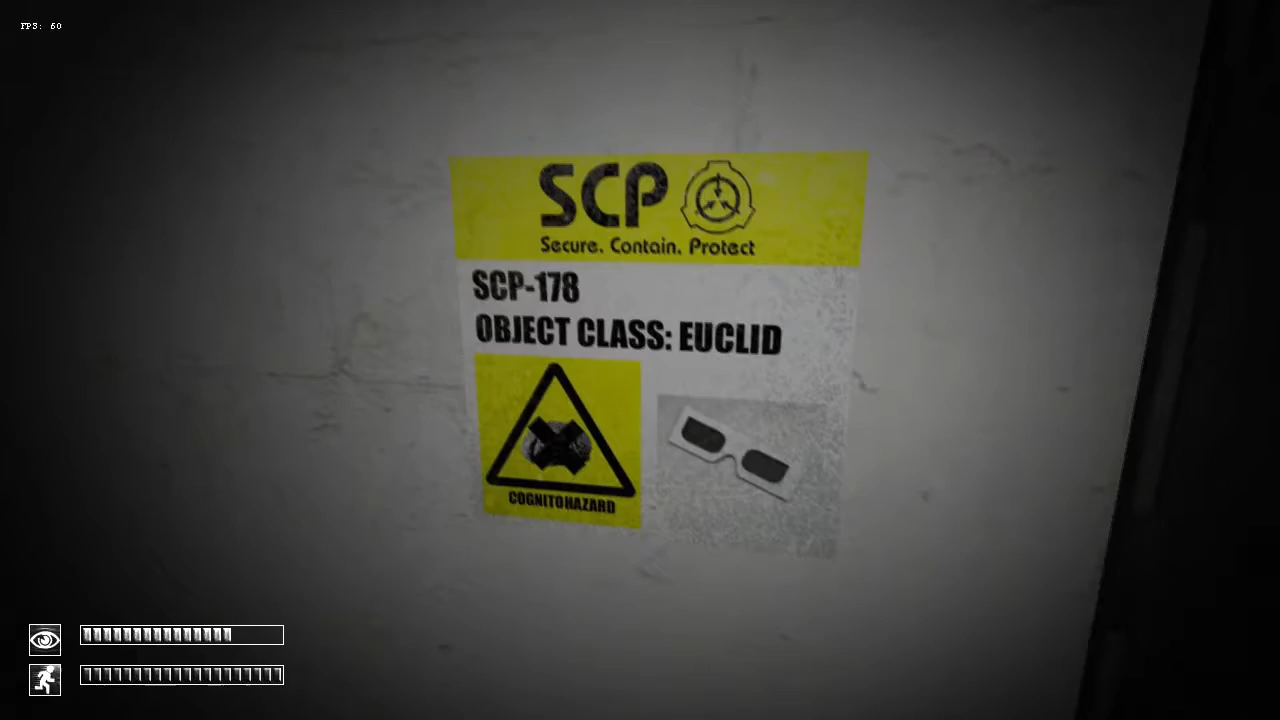 FPS: 60
SCP
Secure. Contain. Protect
SCP-178
OBJECT CLASS: EUCLID
COGNITOHAZARD